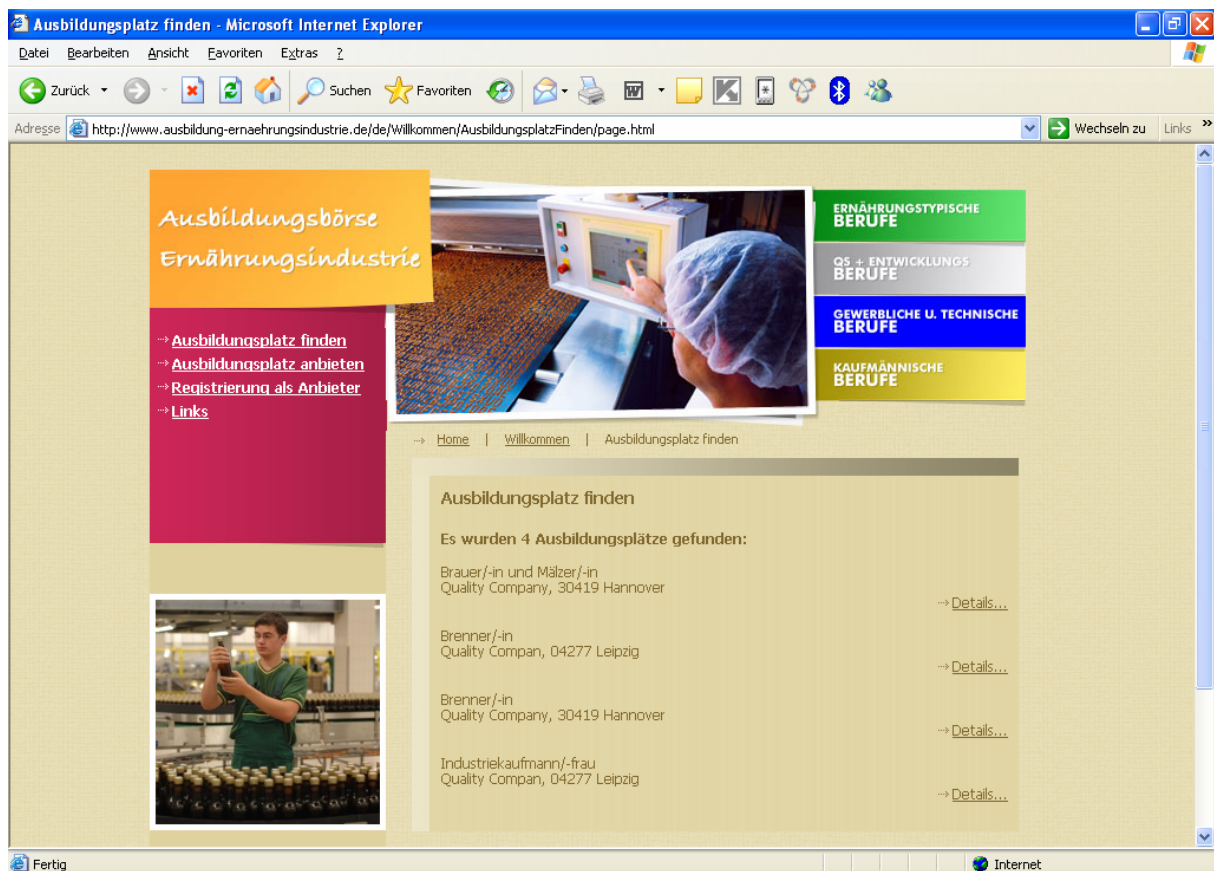 Ausbildungsplatz finden - Microsoft Internet Explorer
Datei Bearbeiten Ansicht Favoriten Extras ?
Zurück Suchen Favoriten
Adresse http://www.ausbildung-ernaehrungsindustrie.de/de/Willkommen/AusbildungsplatzFinden/page.html Wechseln zu Links »
Ausbildungsbörse
Ernährungsindustrie
ERNÄHRUNGSTYPISCHE
BERUFE
QS + ENTWICKLUNGS
BERUFE
GEWERBLICHE U. TECHNISCHE
BERUFE
KAUFMÄNNISCHE
BERUFE
Ausbildungsplatz finden
Ausbildungsplatz anbieten
Registrierung als Anbieter
Links
Home | Willkommen | Ausbildungsplatz finden
Ausbildungsplatz finden
Es wurden 4 Ausbildungsplätze gefunden:
Brauer/-in und Mälzer/-in
Quality Company, 30419 Hannover
Details...
Brenner/-in
Quality Compan, 04277 Leipzig
Details...
Brenner/-in
Quality Company, 30419 Hannover
Details...
Industriekaufmann/-frau
Quality Compan, 04277 Leipzig
Details...
Fertig Internet